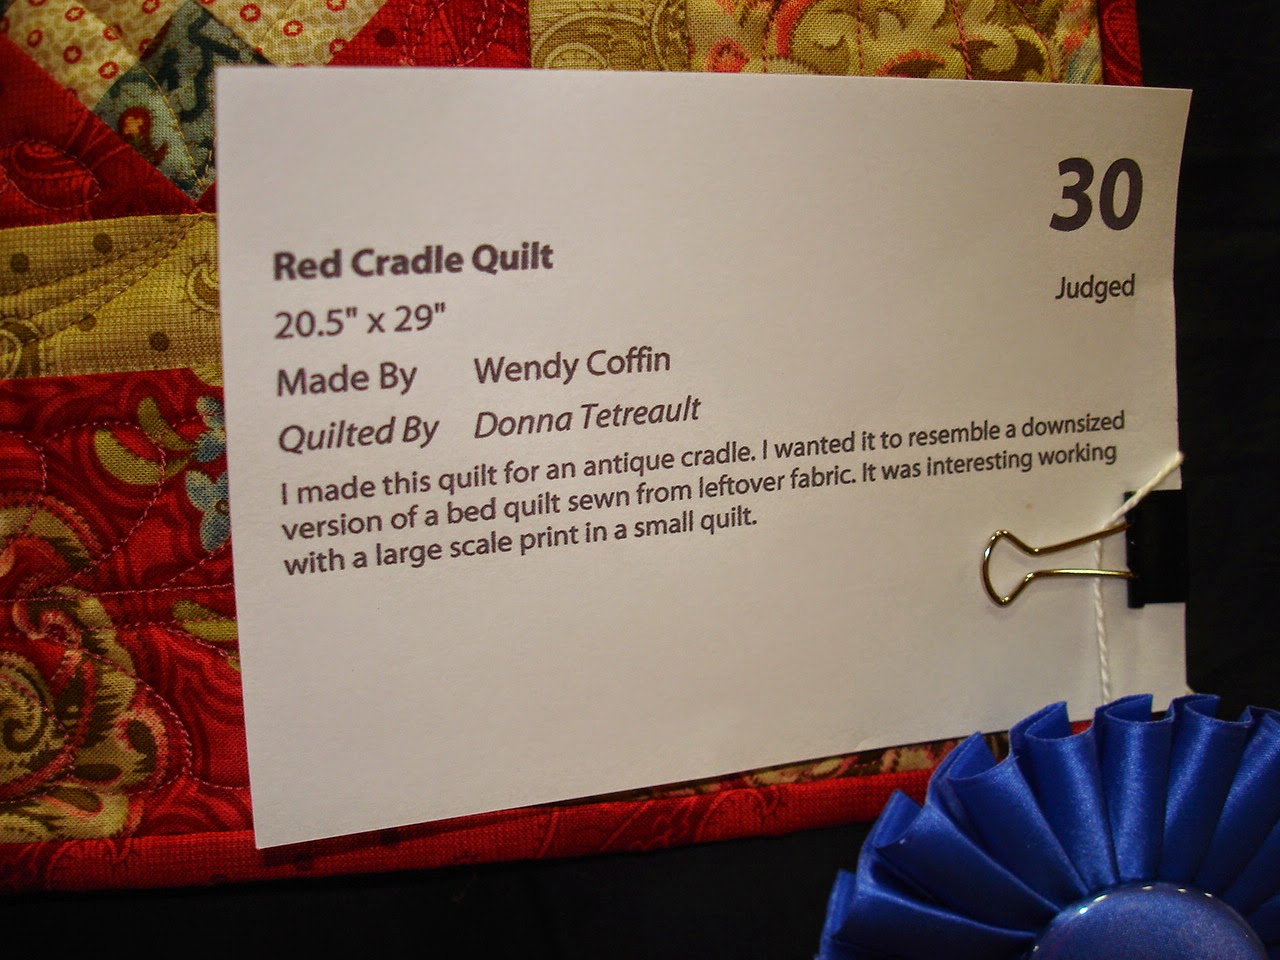 30
Judged
Red Cradle Quilt
20.5" x 29"
Made By Wendy Coffin
Quilted By Donna Tetreault
I made this quilt for an antique cradle. I wanted it to resemble a downsized
version of a bed quilt sewn from leftover fabric. It was interesting working
with a large scale print in a small quilt.